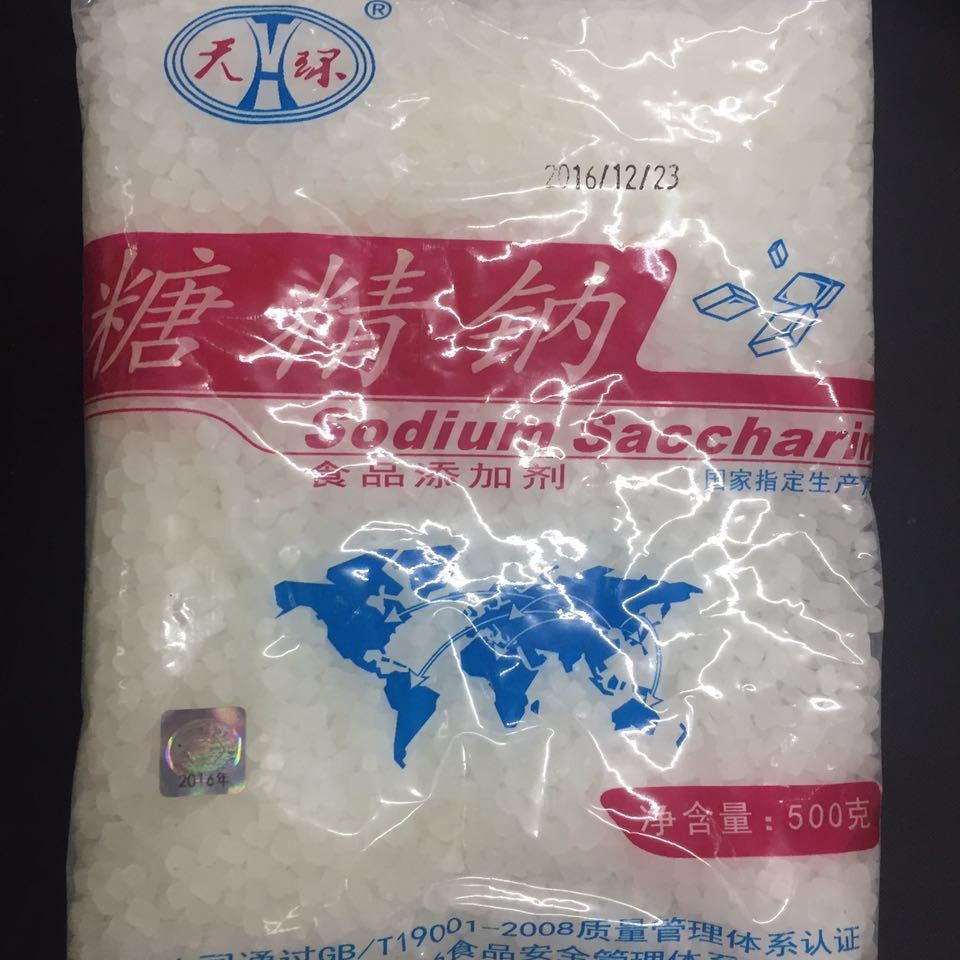 天环
®
2016/12/23
糖精钠
Sodium Saccharin
食品添加剂
国家指定生产
2016年
净含量:500克
通过GB/T19001-2008质量管理体系认证
食品安全管理体系